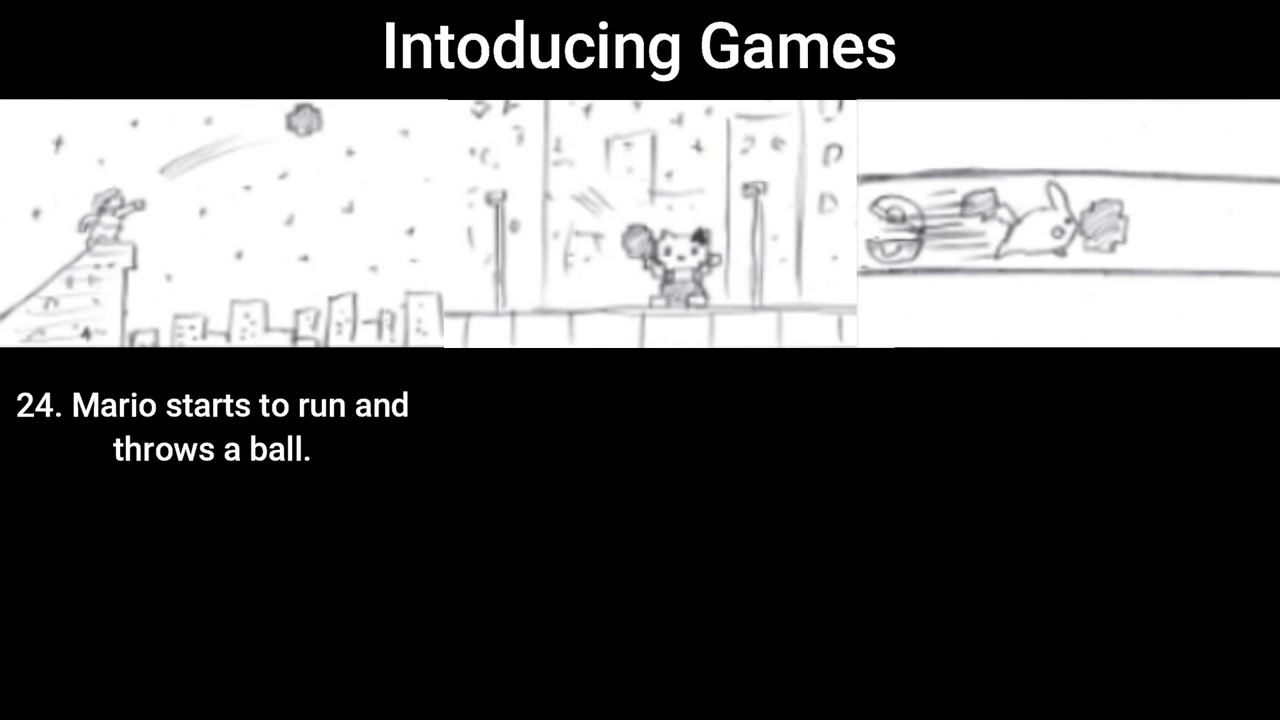 Intoducing Games
24. Mario starts to run and
throws a ball.